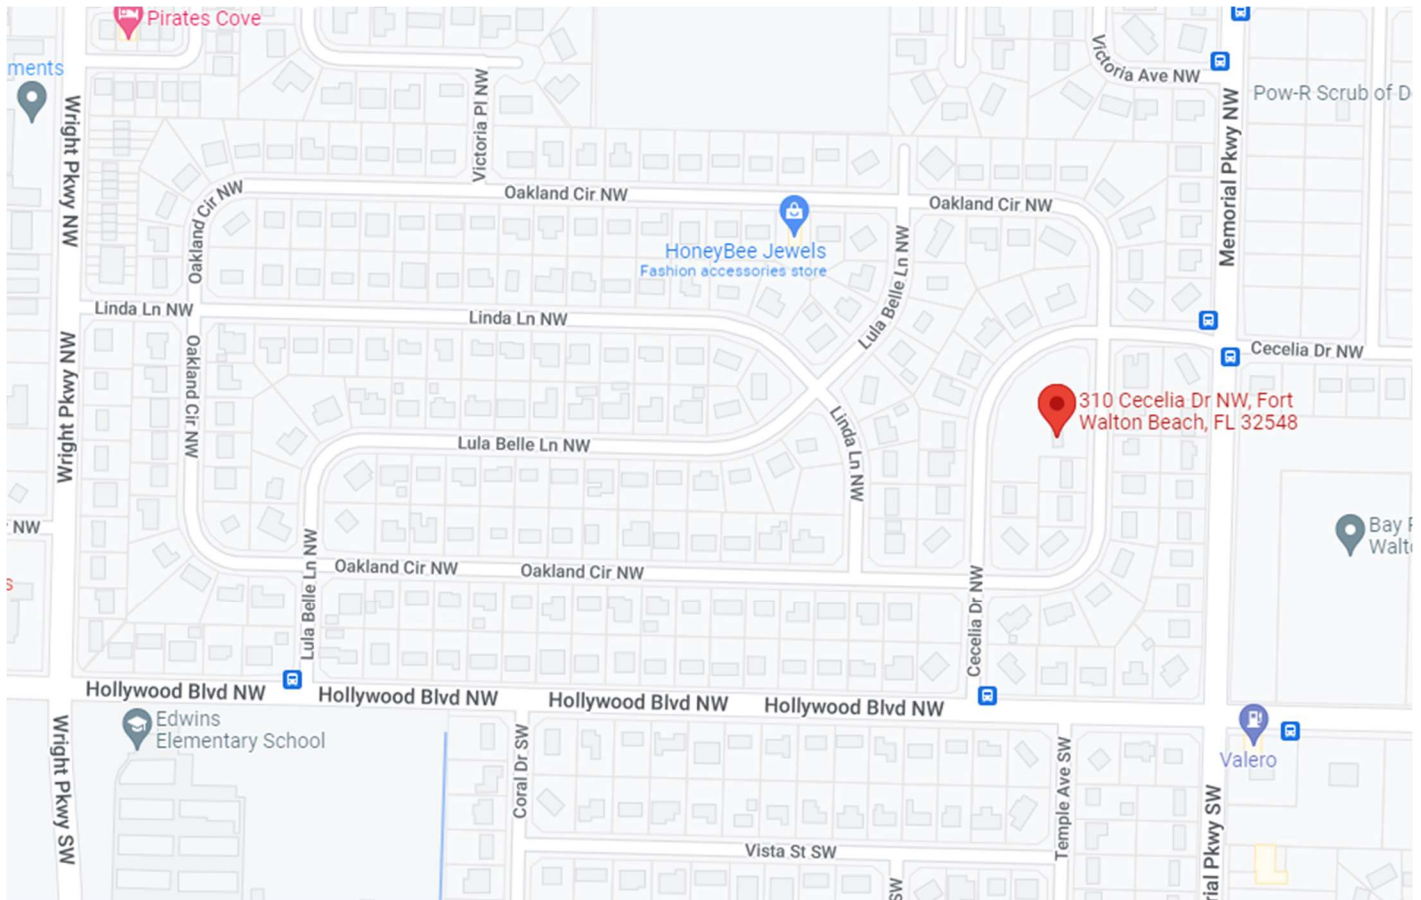 Pirates Cove
ments
Victoria Ave NW
Pow-R Scrub of D
Wright Pkwy NW
Victoria Pl NW
Memorial Pkwy NW
Oakland Cir NW
Oakland Cir NW
Oakland Cir NW
HoneyBee Jewels
Fashion accessories store
Lula Belle Ln NW
Linda Ln NW
Linda Ln NW
Cecelia Dr NW
Wright Pkwy NW
Oakland Cir NW
310 Cecelia Dr NW, Fort
Walton Beach, FL 32548
Lula Belle Ln NW
Linda Ln NW
NW
Bay
Walt
Oakland Cir NW
Oakland Cir NW
s
Lula Belle Ln NW
Cecelia Dr NW
Hollywood Blvd NW
Hollywood Blvd NW
Hollywood Blvd NW
Hollywood Blvd NW
Edwins
Elementary School
Wright Pkwy SW
Coral Dr SW
Temple Ave SW
Valero
rial Pkwy SW
Vista St SW
SW